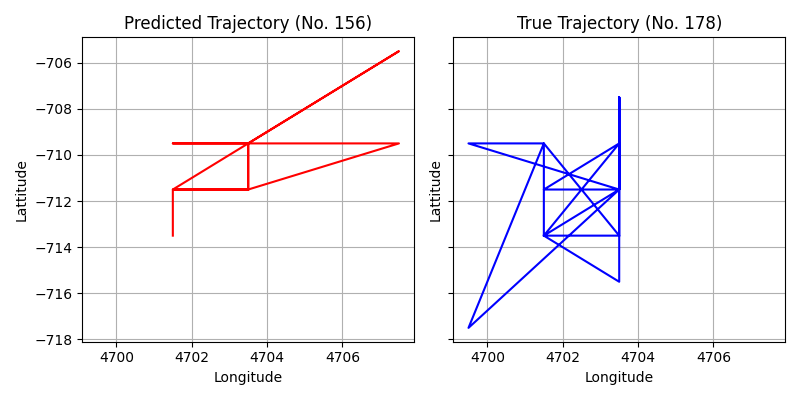 Predicted Trajectory (No. 156)
True Trajectory (No. 178)
−706
−708
−710
−712
−714
−716
−718
Lattitude
Lattitude
4700
4702
4704
4706
4700
4702
4704
4706
Longitude
Longitude